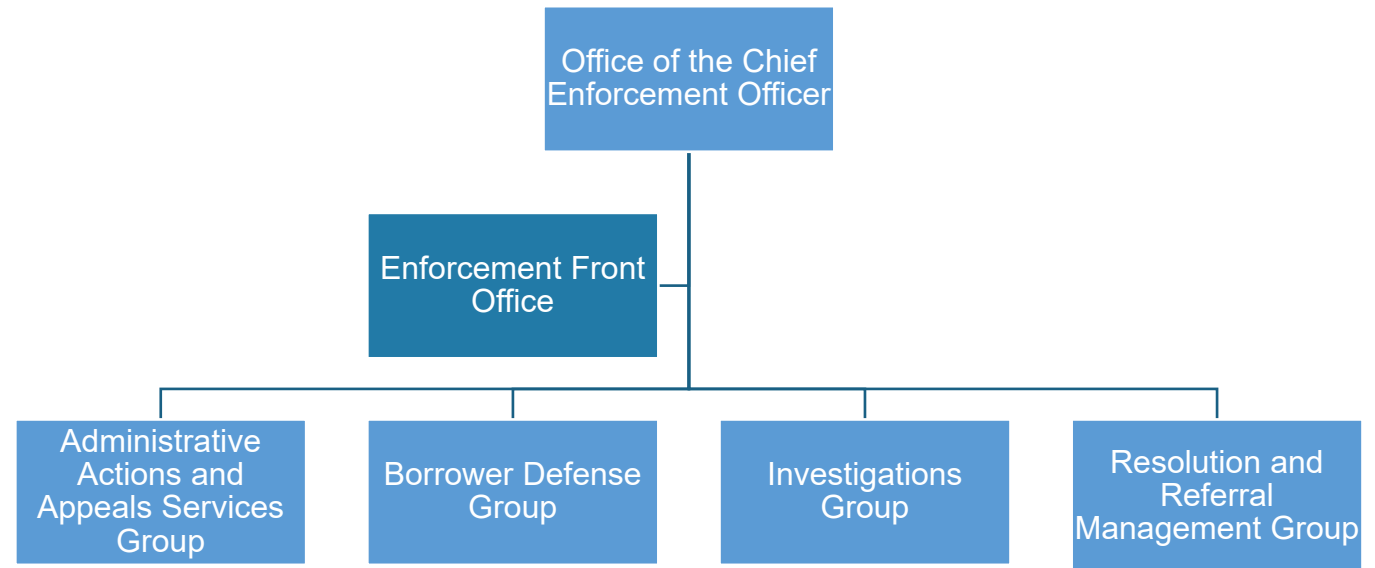 Office of the Chief
Enforcement Officer
Enforcement Front
Office
Administrative
Actions and
Appeals Services
Group
Borrower Defense
Group
Investigations
Group
Resolution and
Referral
Management Group